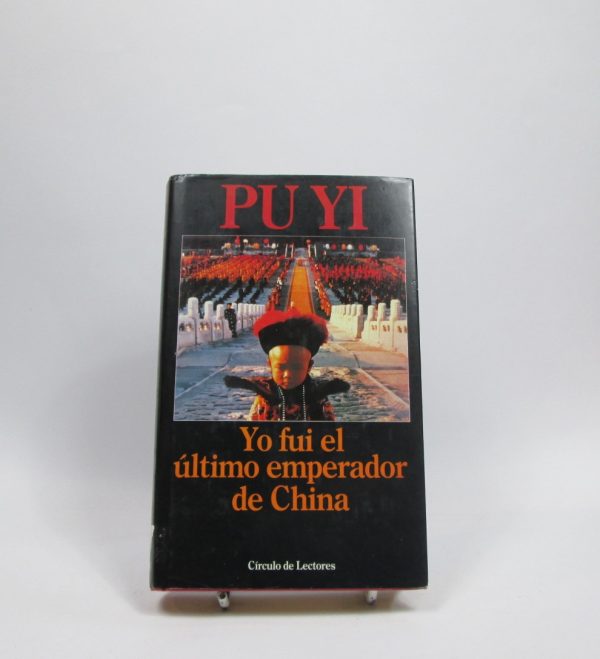 PU YI
Yo fui el
último emperador
de China
Círculo de Lectores